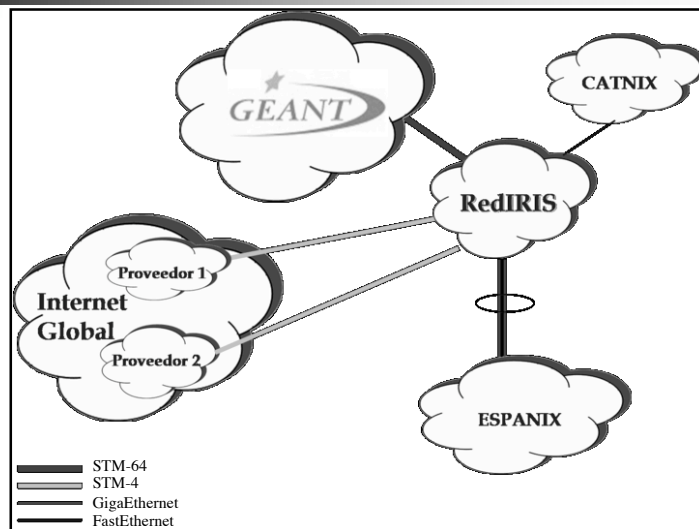 GEANT
CATNIX
RedIRIS
Proveedor 1
Internet
Global
Proveedor 2
ESPANIX
STM-64
STM-4
GigaEthernet
FastEthernet